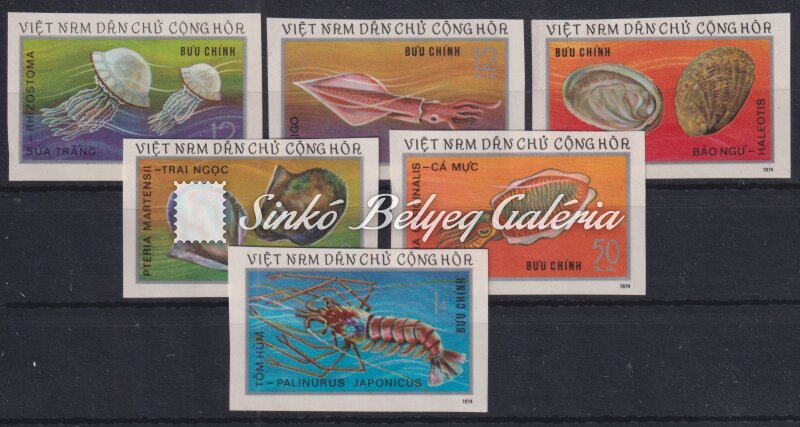 VIỆT NAM DÂN CHỦ CỘNG HÒA
BƯU CHÍNH
RHIZOSTOMA
SỨA TRẮNG
12
VIỆT NAM DÂN CHỦ CỘNG HÒA
12
BƯU CHÍNH
VIỆT NAM DÂN CHỦ CỘNG HÒA
BƯU CHÍNH
BÀO NGƯ - HALEOTIS
1974
VIỆT NAM DÂN CHỦ CỘNG HÒA
PTERIA MARTENSII
- TRAI NGỌC
VIỆT NAM DÂN CHỦ CỘNG HÒA
- CÁ MỰC
50
BƯU CHÍNH
1974
Sinkó Bélyeg Galéria
VIỆT NAM DÂN CHỦ CỘNG HÒA
1đ
BƯU CHÍNH
TÔM HÙM
- PALINURUS JAPONICUS
1974